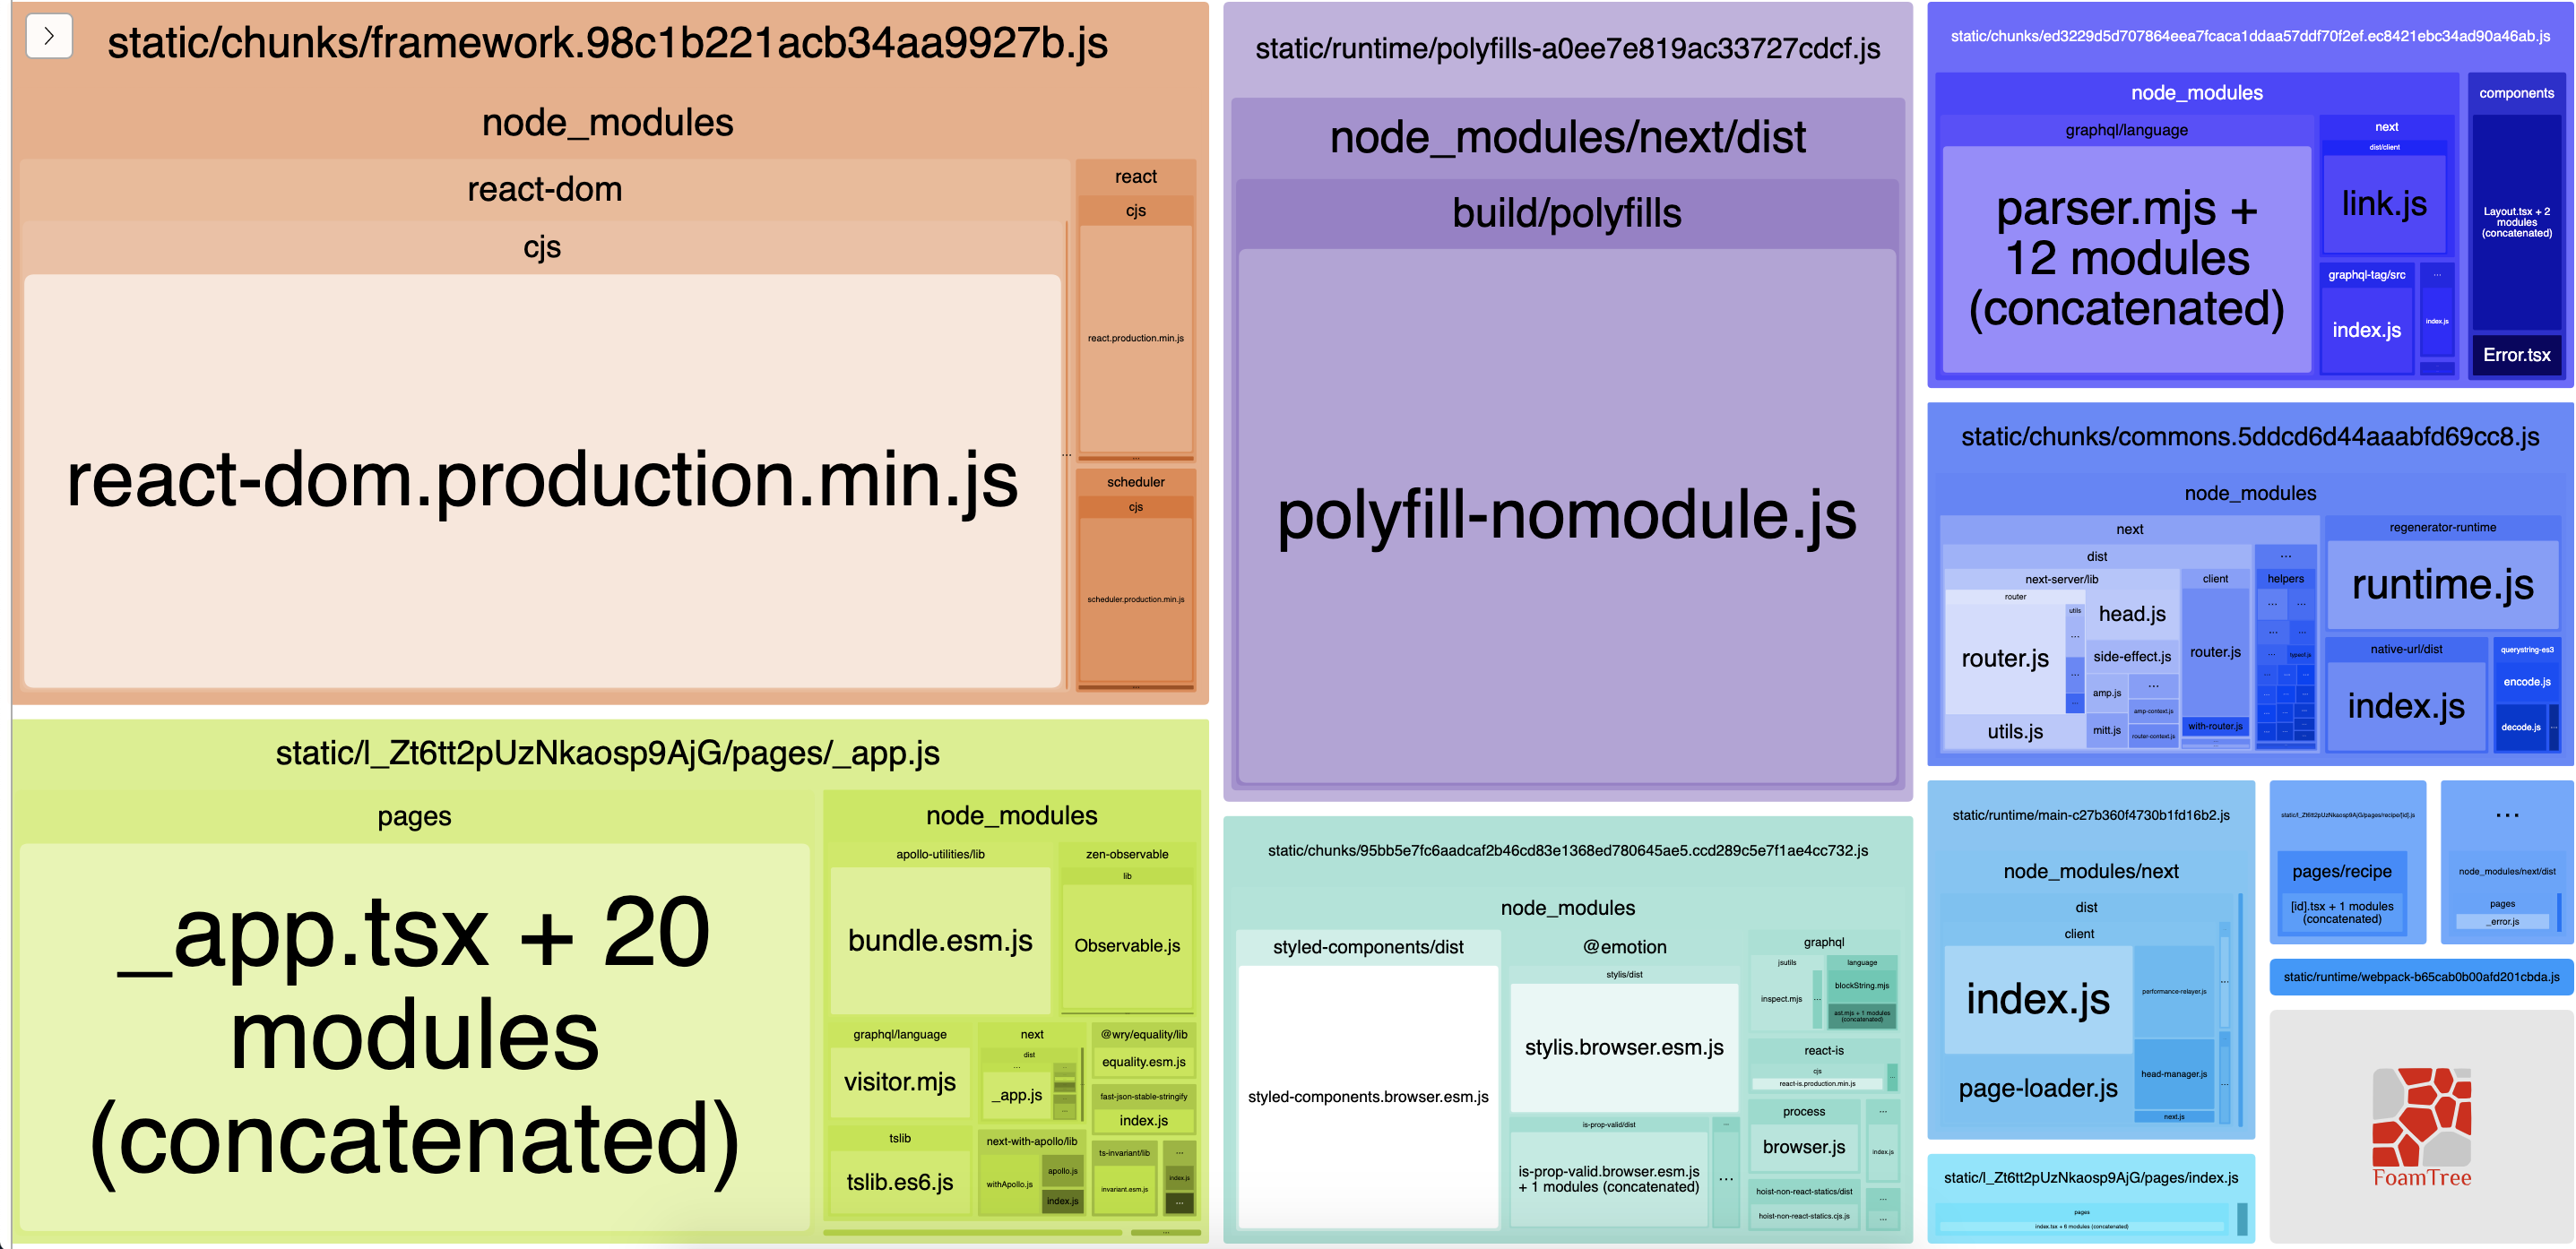 static/chunks/framework.98c1b221acb34aa9927b.js
node_modules
react-dom
cjs
react-dom.production.min.js
...
react
cjs
react.production.min.js
...
scheduler
cjs
scheduler.production.min.js
...
static/runtime/polyfills-a0ee7e819ac33727cdcf.js
node_modules/next/dist
build/polyfills
polyfill-nomodule.js
static/chunks/ed3229d5d707864eea7fcaca1ddaa57ddf70f2ef.ec8421ebc34ad90a46ab.js
node_modules
graphql/language
parser.mjs +
12 modules
(concatenated)
next
dist/client
link.js
graphql-tag/src
index.js
...
index.js
components
Layout.tsx + 2
modules
(concatenated)
Error.tsx
static/chunks/commons.5ddcd6d44aaabfd69cc8.js
node_modules
next
dist
next-server/lib
router
router.js
utils
...
...
...
utils.js
head.js
side-effect.js
amp.js
...
amp-context.js
mitt.js
router-context.js
client
router.js
with-router.js
...
helpers
...
...
...
...
...
typeof.js
regenerator-runtime
runtime.js
native-url/dist
index.js
querystring-es3
encode.js
decode.js
...
static/l_Zt6tt2pUzNkaosp9AjG/pages/_app.js
pages
_app.tsx + 20
modules
(concatenated)
node_modules
apollo-utilities/lib
bundle.esm.js
zen-observable
lib
Observable.js
...
graphql/language
visitor.mjs
next
dist
...
_app.js
@wry/equality/lib
equality.esm.js
fast-json-stable-stringify
index.js
tslib
tslib.es6.js
next-with-apollo/lib
withApollo.js
apollo.js
index.js
ts-invariant/lib
invariant.esm.js
...
index.js
...
...
static/chunks/95bb5e7fc6aadcaf2b46cd83e1368ed780645ae5.ccd289c5e7f1ae4cc732.js
node_modules
styled-components/dist
styled-components.browser.esm.js
@emotion
stylis/dist
stylis.browser.esm.js
is-prop-valid/dist
is-prop-valid.browser.esm.js
+ 1 modules (concatenated)
...
...
graphql
jsutils
inspect.mjs
...
language
blockString.mjs
ast.mjs + 1 modules
(concatenated)
react-is
cjs
react-is.production.min.js
...
process
browser.js
...
index.js
hoist-non-react-statics/dist
hoist-non-react-statics.cjs.js
...
...
static/runtime/main-c27b360f4730b1fd16b2.js
node_modules/next
dist
client
index.js
page-loader.js
performance-relayer.js
head-manager.js
next.js
...
...
static/l_Zt6tt2pUzNkaosp9AjG/pages/recipe/[id].js
pages/recipe
[id].tsx + 1 modules
(concatenated)
...
node_modules/next/dist
pages
_error.js
static/runtime/webpack-b65cab0b00afd201cbda.js
static/l_Zt6tt2pUzNkaosp9AjG/pages/index.js
pages
index.tsx + 6 modules (concatenated)
FoamTree